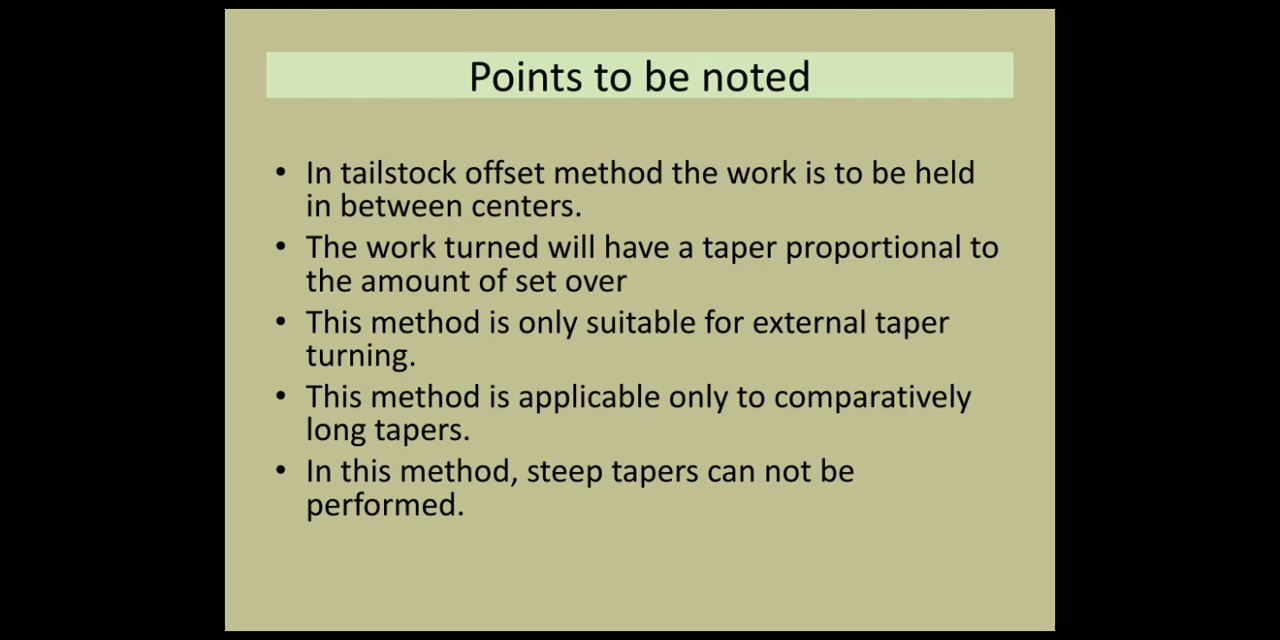 Points to be noted
• In tailstock offset method the work is to be held
in between centers.
• The work turned will have a taper proportional to
the amount of set over
• This method is only suitable for external taper
turning.
• This method is applicable only to comparatively
long tapers.
• In this method, steep tapers can not be
performed.